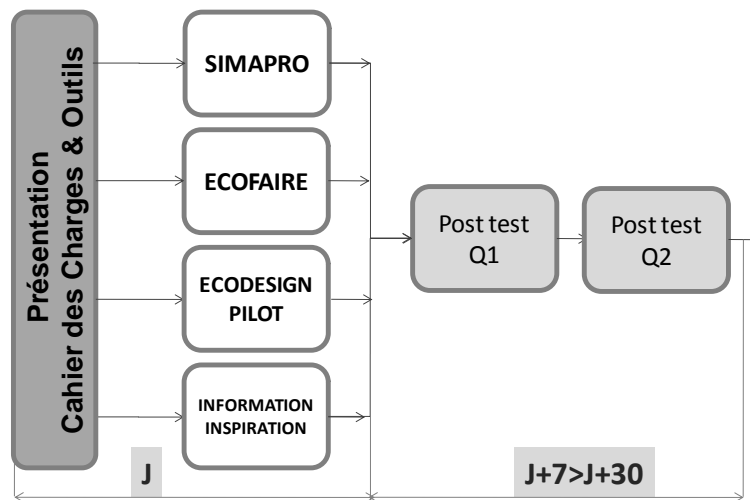 Présentation
Cahier des Charges & Outils
SIMAPRO
ECOFAIRE
ECODESIGN
PILOT
INFORMATION
INSPIRATION
Post test
Q1
Post test
Q2
J
J+7>J+30